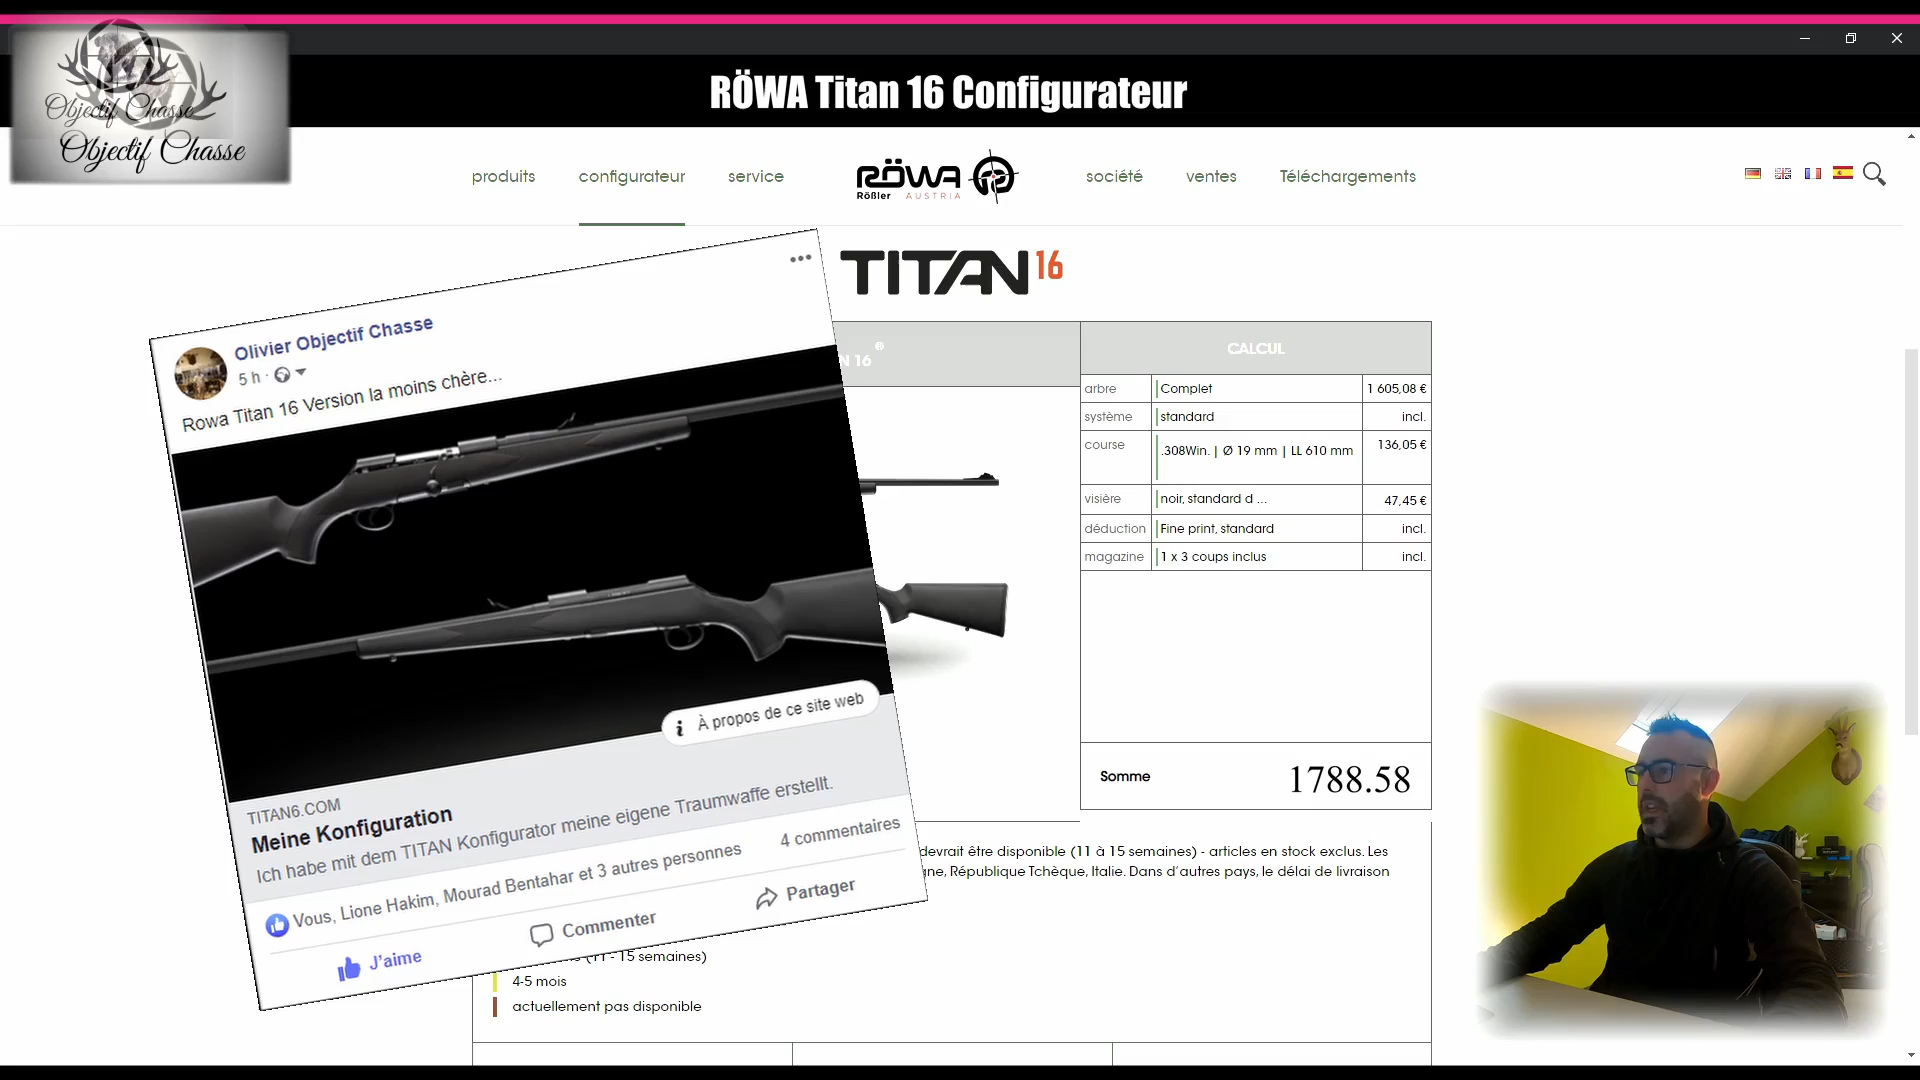 RÖWA Titan 16 Configurateur
Objectif Chasse
Objectif Chasse
produits
configurateur
service
RÖWA
Rößler AUSTRIA
société
ventes
Téléchargements
TITAN 16
N 16 ®
CALCUL
arbre Complet 1 605,08 €
système standard incl.
course .308Win. | Ø 19 mm | LL 610 mm 136,05 €
visière noir, standard d ... 47,45 €
déduction Fine print, standard incl.
magazine 1 x 3 coups inclus incl.
Somme 1788.58
Olivier Objectif Chasse
5 h ·
Rowa Titan 16 Version la moins chère...
À propos de ce site web
TITAN6.COM
Meine Konfiguration
Ich habe mit dem TITAN Konfigurator meine eigene Traumwaffe erstellt.
Vous, Lione Hakim, Mourad Bentahar et 3 autres personnes
4 commentaires
J'aime
Commenter
Partager
devrait être disponible (11 à 15 semaines) - articles en stock exclus. Les
République Tchèque, Italie. Dans d'autres pays, le délai de livraison
(11 - 15 semaines)
4-5 mois
actuellement pas disponible